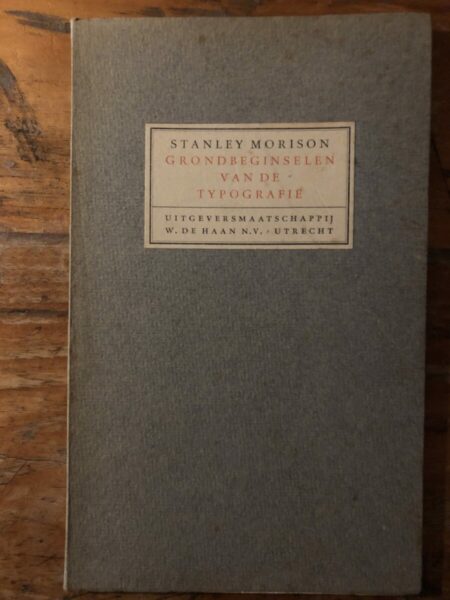 STANLEY MORISON
GRONDBEGINSELEN
VAN DE
TYPOGRAFIE
UITGEVERSMAATSCHAPPIJ
W. DE HAAN N.V. · UTRECHT